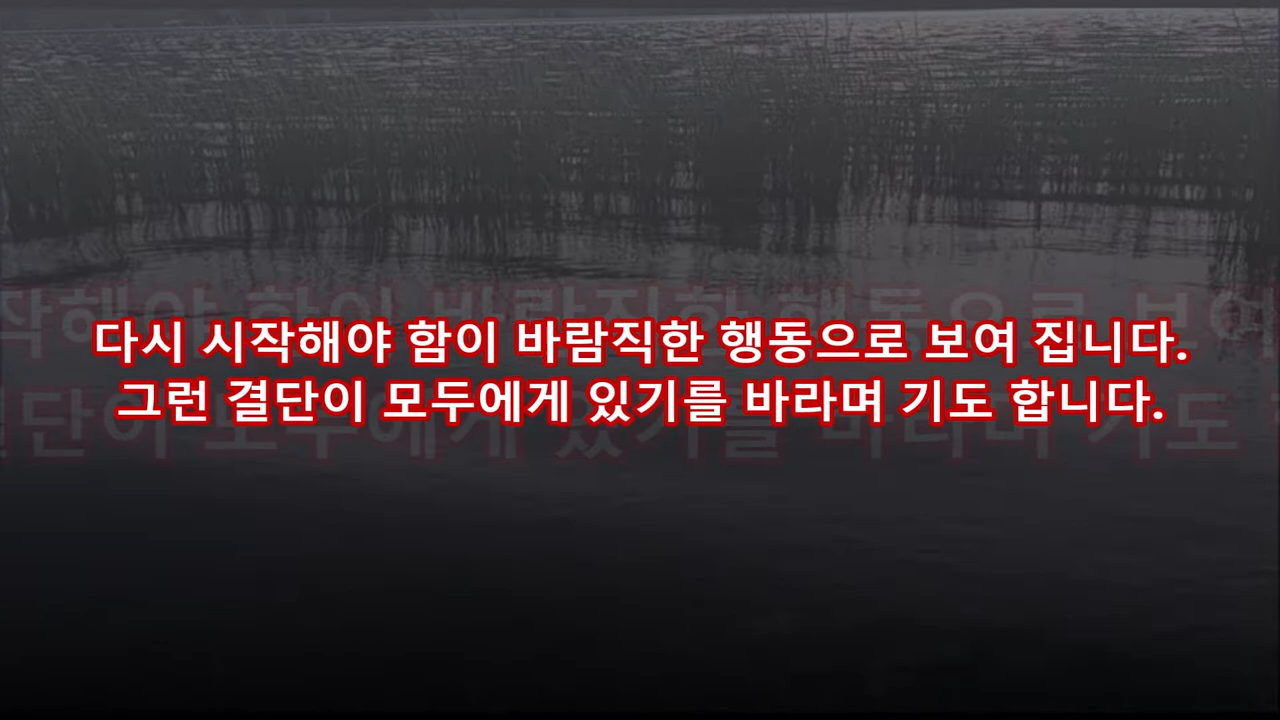 다시 시작해야 함이 바람직한 행동으로 보여 집니다.
그런 결단이 모두에게 있기를 바라며 기도 합니다.